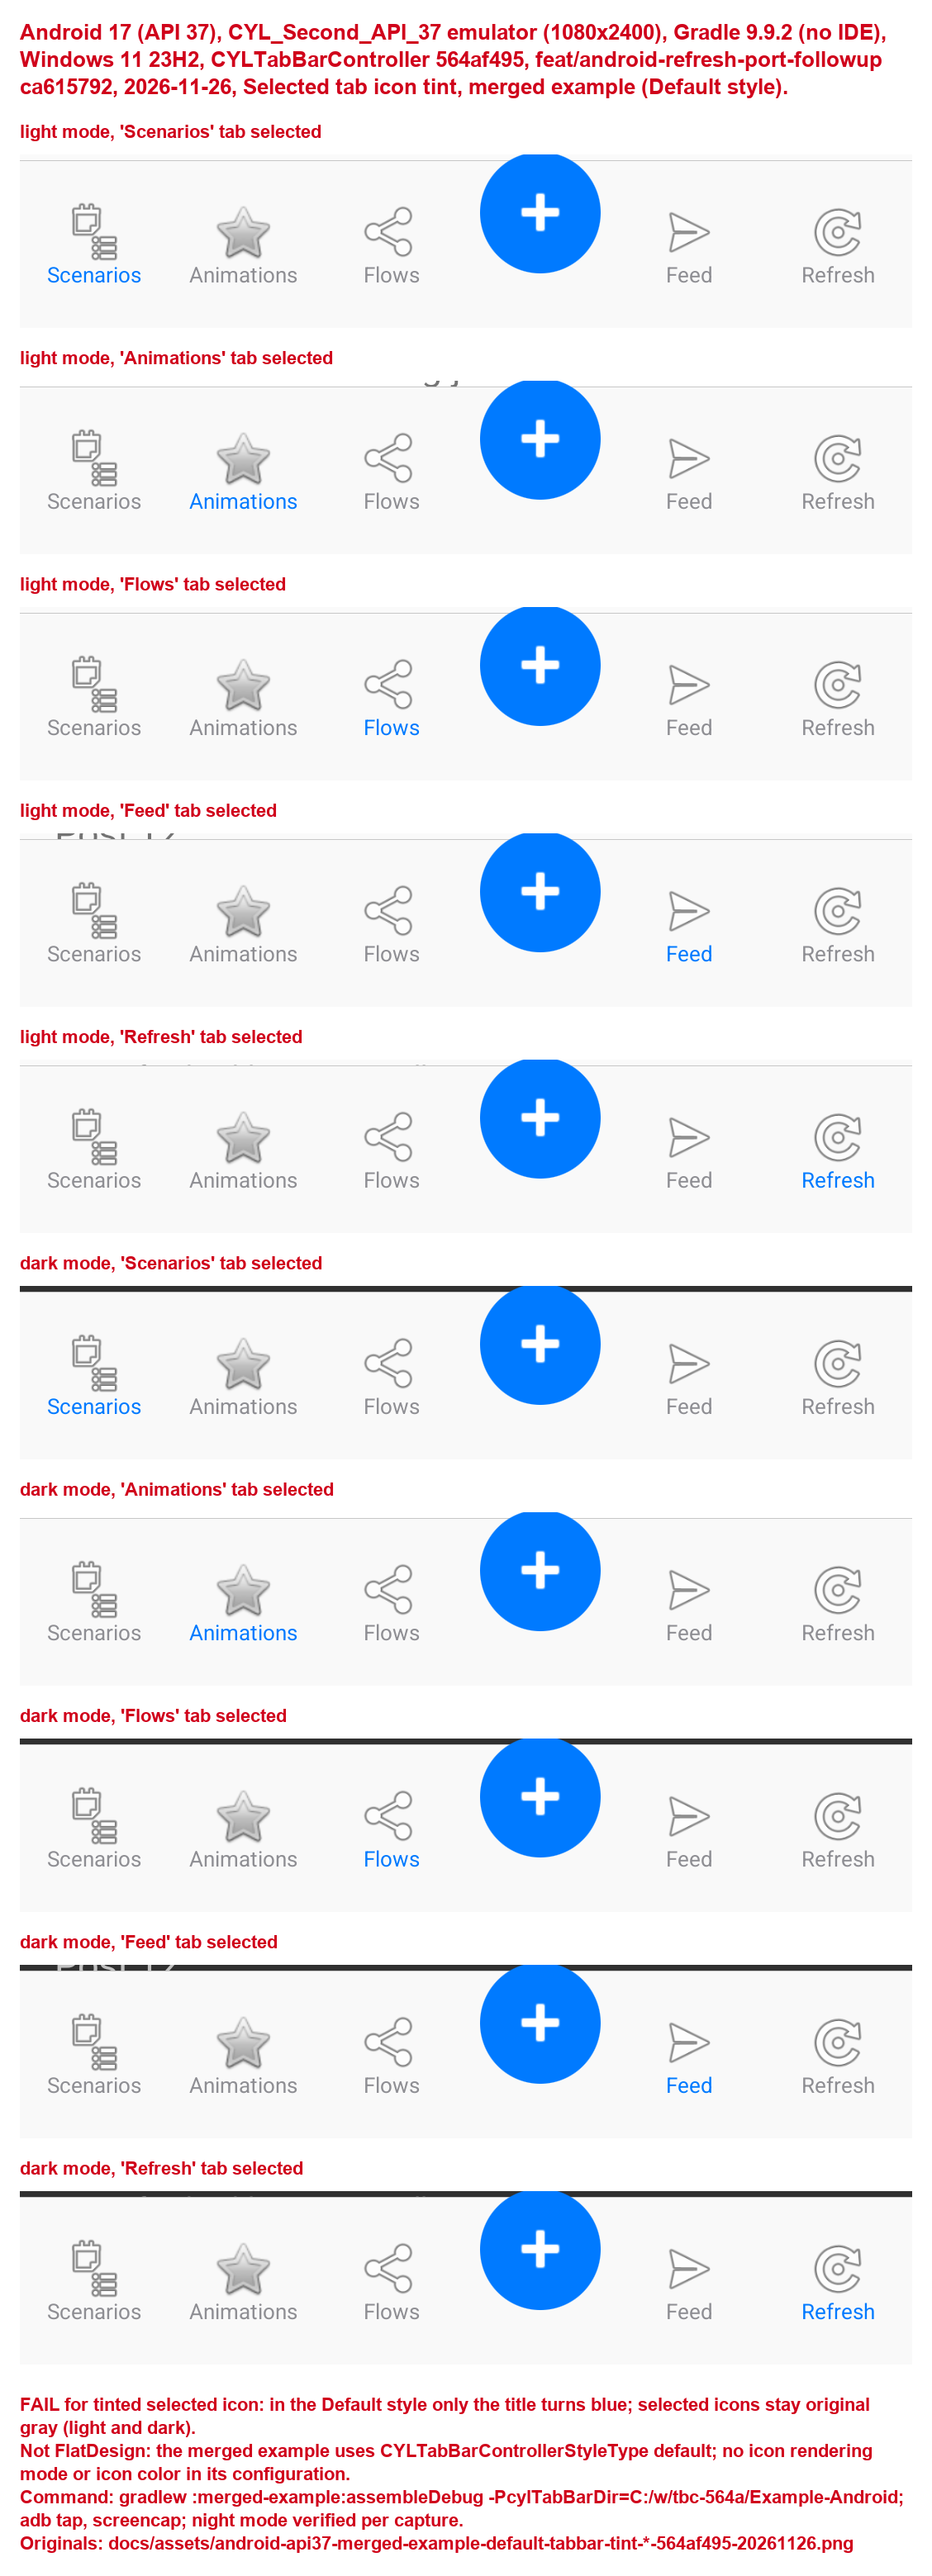 Android 17 (API 37), CYL_Second_API_37 emulator (1080x2400), Gradle 9.9.2 (no IDE),
Windows 11 23H2, CYLTabBarController 564af495, feat/android-refresh-port-followup
ca615792, 2026-11-26, Selected tab icon tint, merged example (Default style).
light mode, 'Scenarios' tab selected
Scenarios Animations Flows Feed Refresh
light mode, 'Animations' tab selected
Scenarios Animations Flows Feed Refresh
light mode, 'Flows' tab selected
Scenarios Animations Flows Feed Refresh
light mode, 'Feed' tab selected
Scenarios Animations Flows Feed Refresh
light mode, 'Refresh' tab selected
Scenarios Animations Flows Feed Refresh
dark mode, 'Scenarios' tab selected
Scenarios Animations Flows Feed Refresh
dark mode, 'Animations' tab selected
Scenarios Animations Flows Feed Refresh
dark mode, 'Flows' tab selected
Scenarios Animations Flows Feed Refresh
dark mode, 'Feed' tab selected
Scenarios Animations Flows Feed Refresh
dark mode, 'Refresh' tab selected
Scenarios Animations Flows Feed Refresh
FAIL for tinted selected icon: in the Default style only the title turns blue; selected icons stay original
gray (light and dark).
Not FlatDesign: the merged example uses CYLTabBarControllerStyleType default; no icon rendering
mode or icon color in its configuration.
Command: gradlew :merged-example:assembleDebug -PcylTabBarDir=C:/w/tbc-564a/Example-Android;
adb tap, screencap; night mode verified per capture.
Originals: docs/assets/android-api37-merged-example-default-tabbar-tint-*-564af495-20261126.png